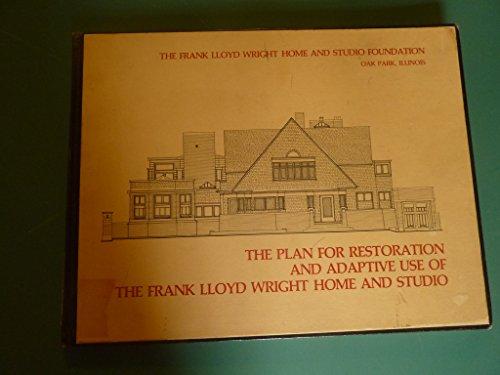 THE FRANK LLOYD WRIGHT HOME AND STUDIO FOUNDATION
OAK PARK, ILLINOIS
THE PLAN FOR RESTORATION
AND ADAPTIVE USE OF
THE FRANK LLOYD WRIGHT HOME AND STUDIO